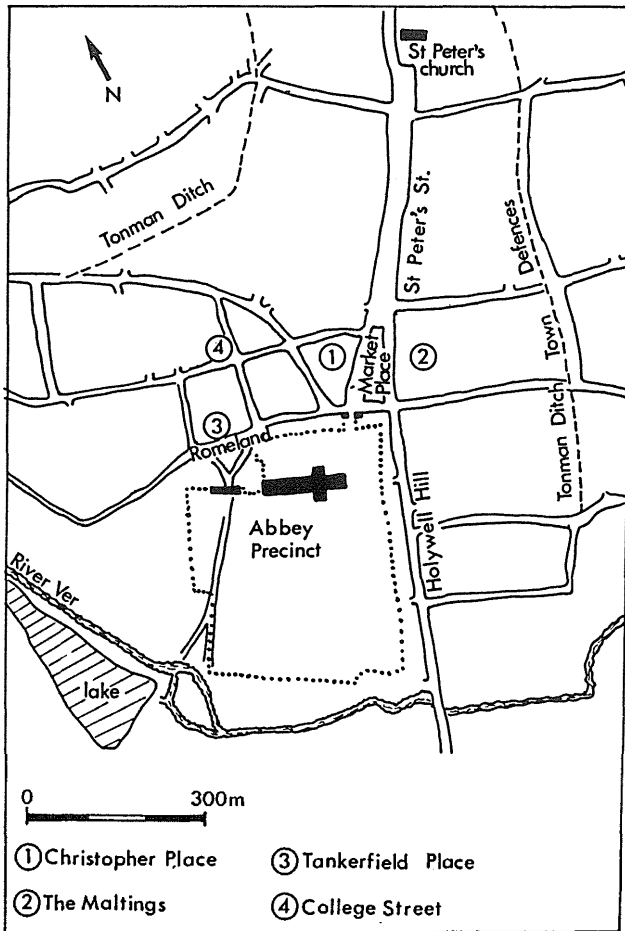 St Peter's
church
N
Tonman Ditch
St Peter's St.
Defences
Town
Tonman Ditch
4
1
Market
Place
2
3
Romeland
Abbey
Precinct
Holywell Hill
River Ver
lake
0 300m
1 Christopher Place
3 Tankerfield Place
2 The Maltings
4 College Street